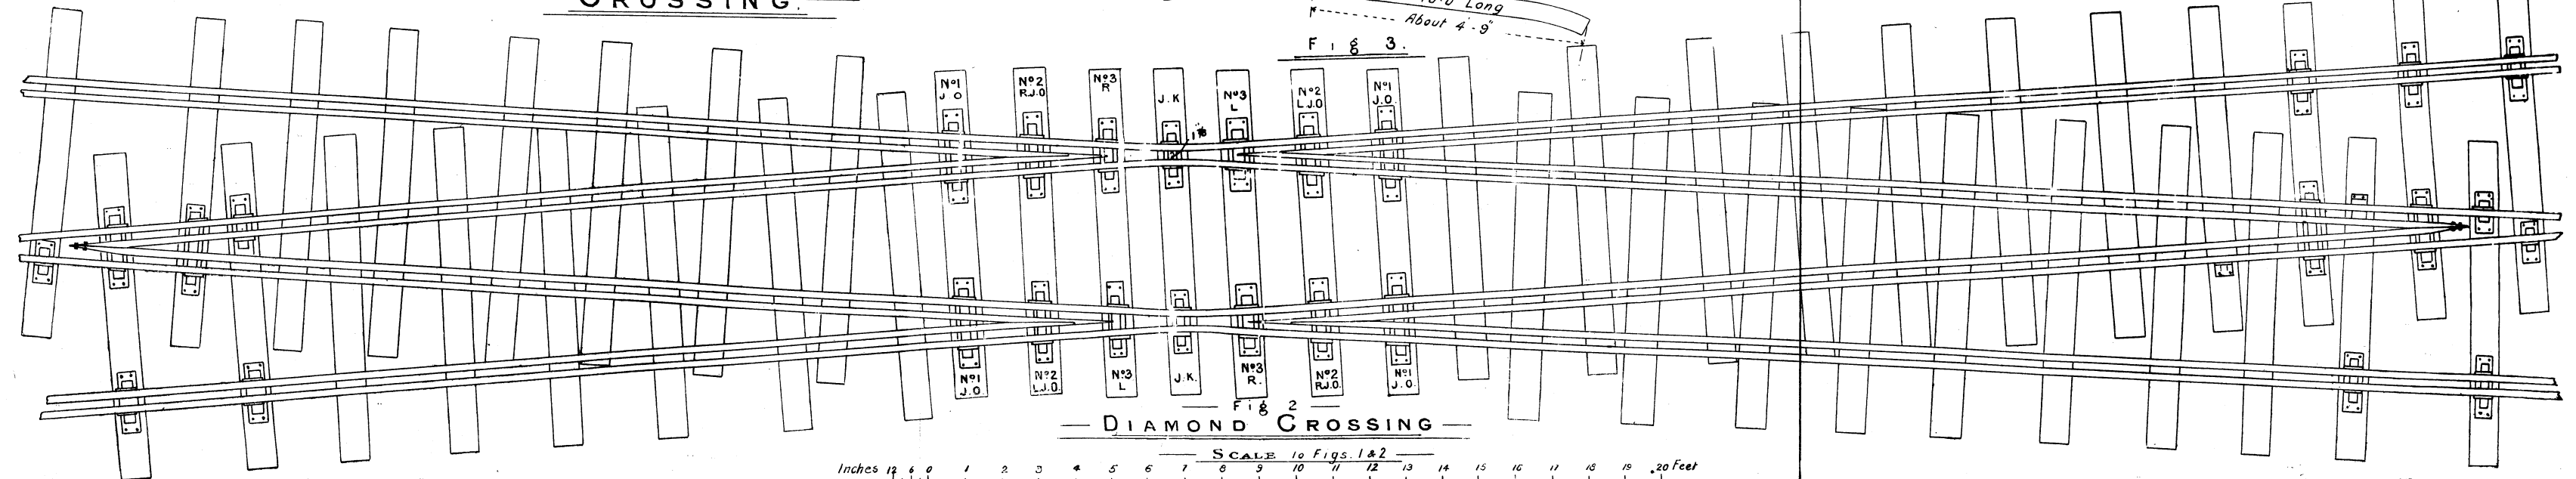 CROSSING.
Long
About 4'-9"
Fig 3.
Nº1 J O
Nº2 R.J.O
Nº3 R
J.K
Nº3 L
Nº2 L.J.O
Nº1 J.O.
Nº1 J.O.
Nº2 L.J.O.
Nº3 L
J.K.
Nº3 R.
Nº2 R.J.O.
Nº1 J.O.
Fig 2
DIAMOND CROSSING
SCALE to Figs. 1 & 2
Inches 12 6 0 1 2 3 4 5 6 7 8 9 10 11 12 13 14 15 16 17 18 19 20 Feet